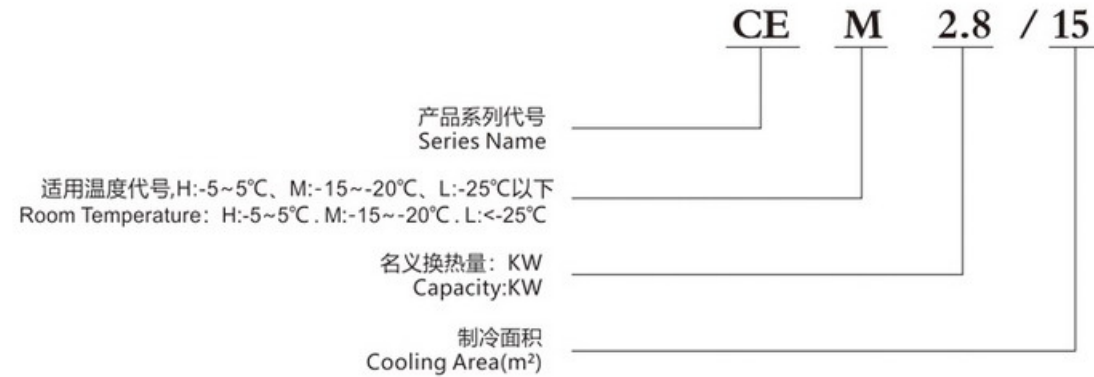 CE M 2.8 / 15
产品系列代号
Series Name
适用温度代号,H:-5~5℃、M:-15~-20℃、L:-25℃以下
Room Temperature：H:-5~5℃ . M:-15~-20℃ . L:<-25℃
名义换热量：KW
Capacity:KW
制冷面积
Cooling Area(m²)